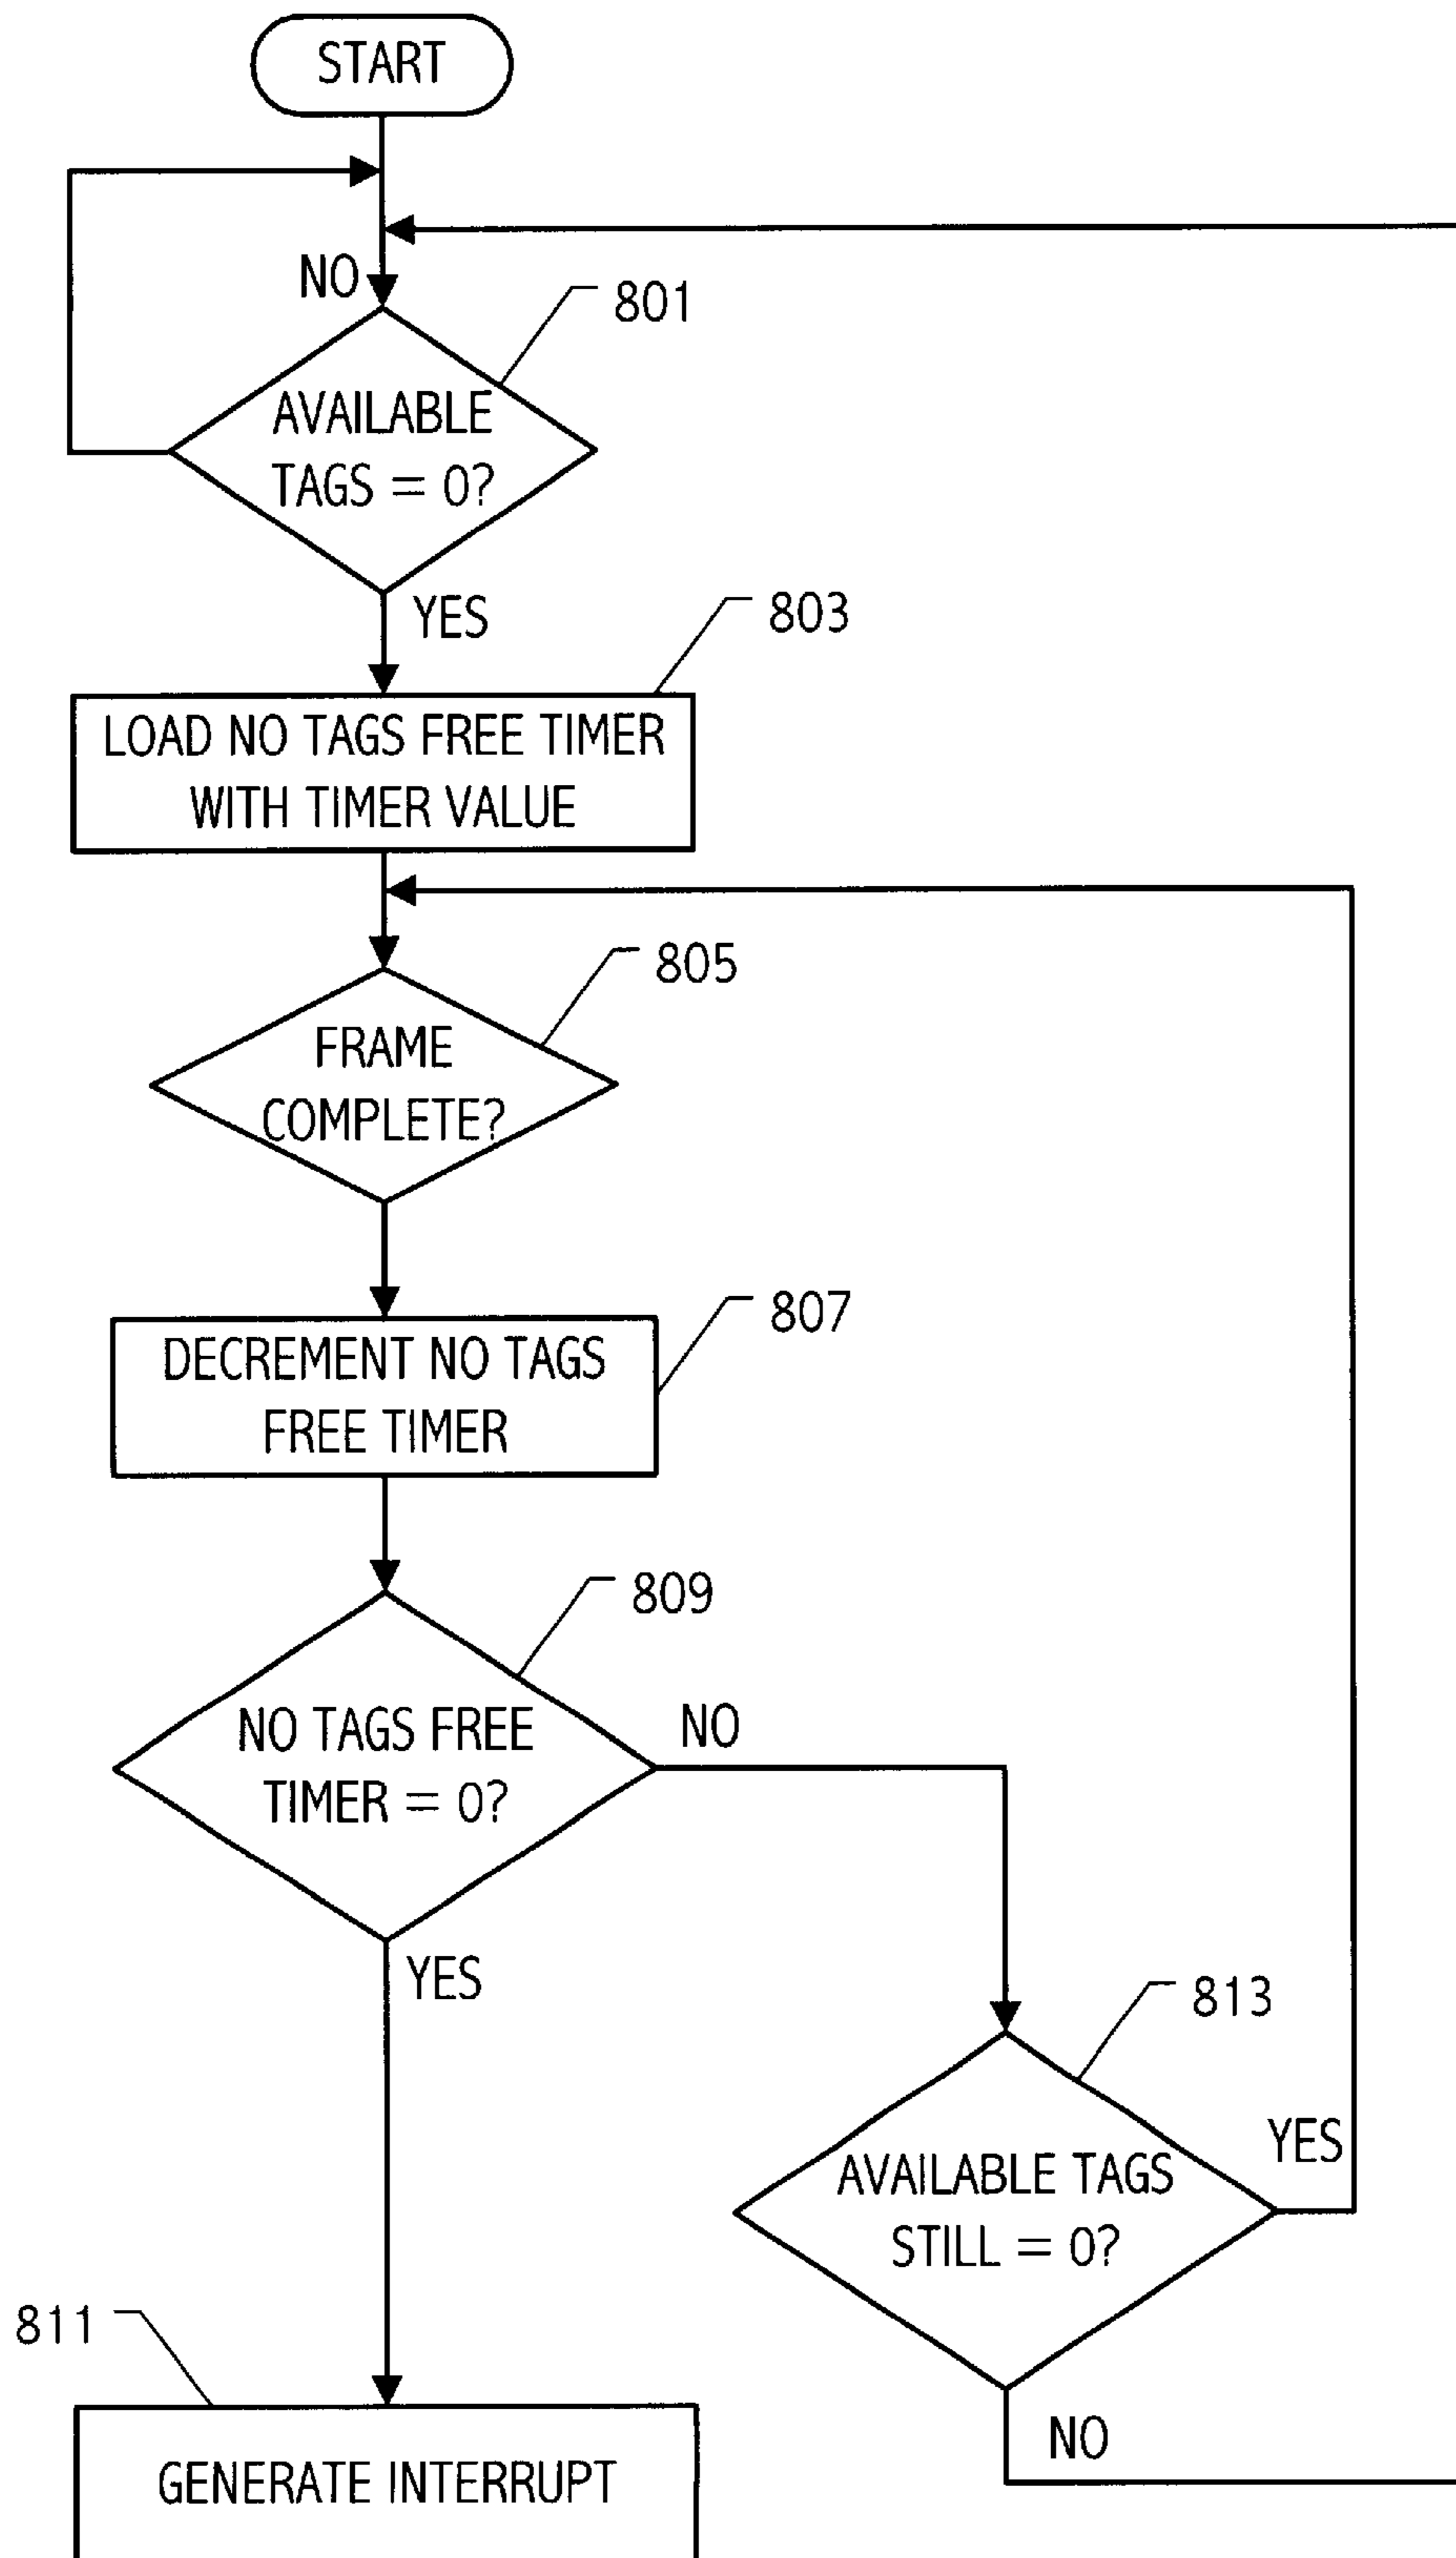 START
NO
801
AVAILABLE
TAGS = 0?
YES
803
LOAD NO TAGS FREE TIMER
WITH TIMER VALUE
805
FRAME
COMPLETE?
807
DECREMENT NO TAGS
FREE TIMER
809
NO TAGS FREE
TIMER = 0?
NO
YES
813
AVAILABLE TAGS
STILL = 0?
YES
811
NO
GENERATE INTERRUPT